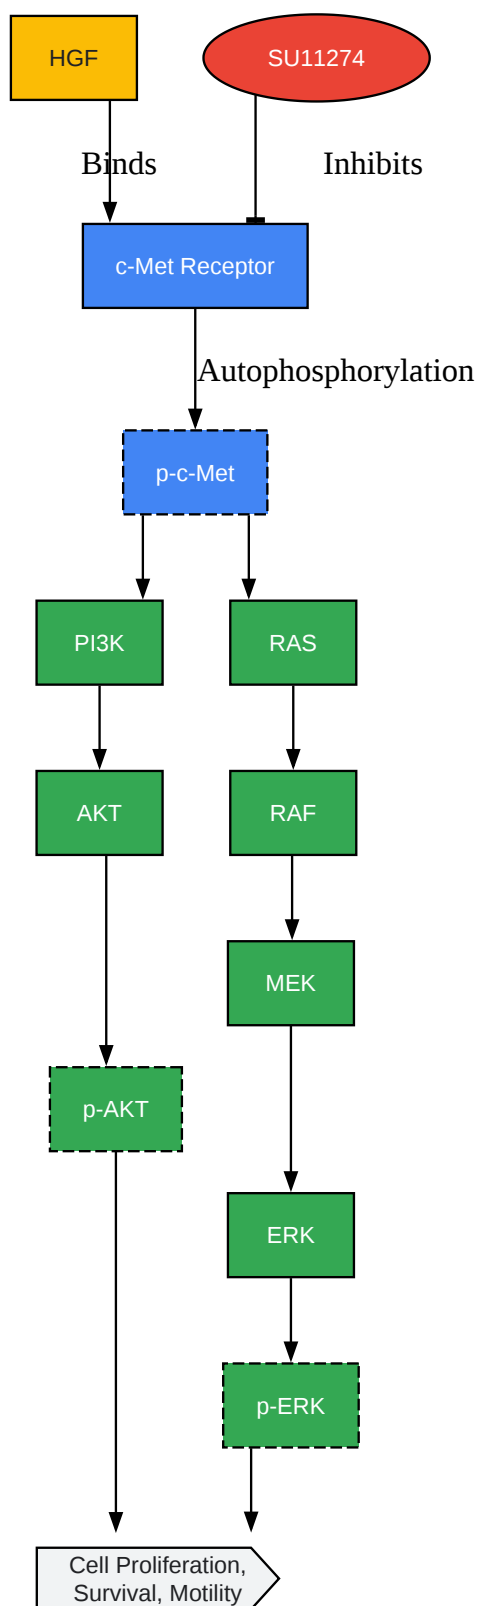 HGF
SU11274
Binds
Inhibits
c-Met Receptor
Autophosphorylation
p-c-Met
PI3K
RAS
AKT
RAF
MEK
p-AKT
ERK
p-ERK
Cell Proliferation,
Survival, Motility